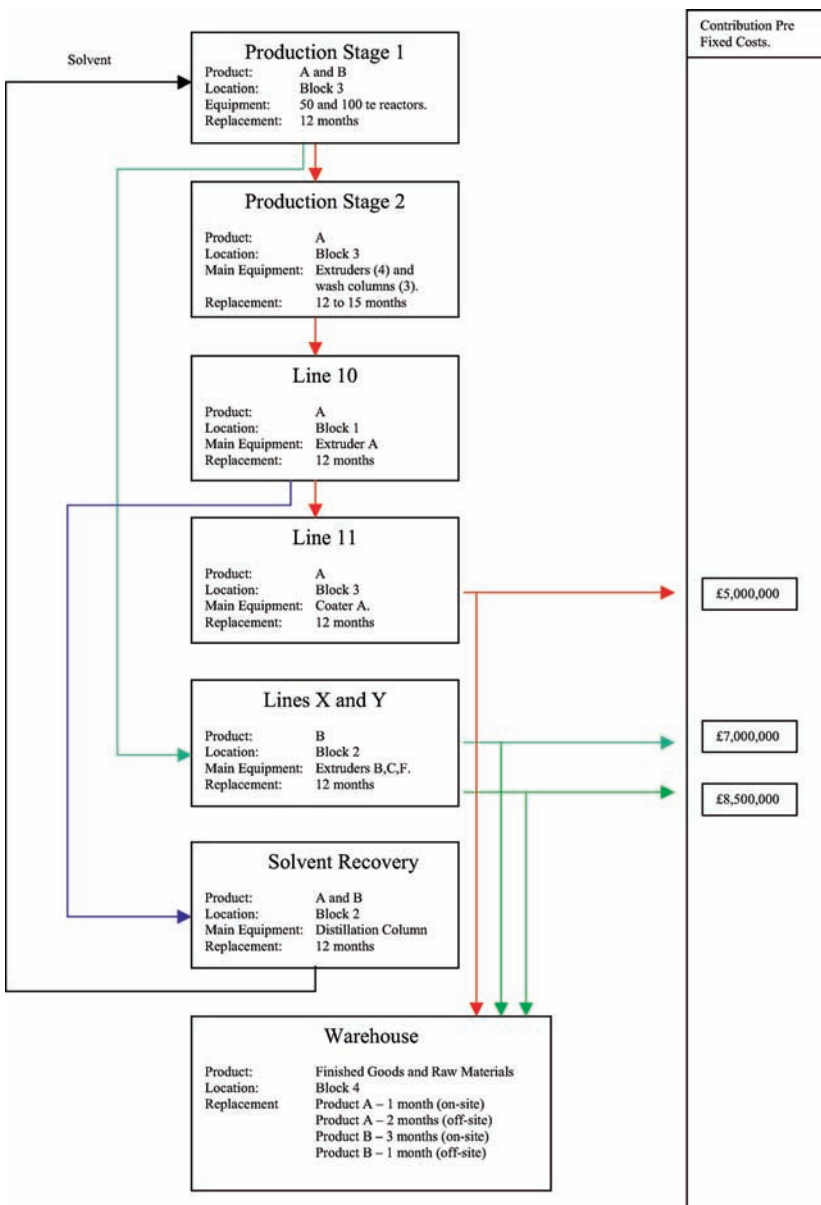 Contribution Pre
Fixed Costs.
Solvent
Production Stage 1
Product: A and B
Location: Block 3
Equipment: 50 and 100 te reactors.
Replacement: 12 months
Production Stage 2
Product: A
Location: Block 3
Main Equipment: Extruders (4) and
wash columns (3).
Replacement: 12 to 15 months
Line 10
Product: A
Location: Block 1
Main Equipment: Extruder A
Replacement: 12 months
Line 11
Product: A
Location: Block 3
Main Equipment: Coater A.
Replacement: 12 months
£5,000,000
Lines X and Y
Product: B
Location: Block 2
Main Equipment: Extruders B,C,F.
Replacement: 12 months
£7,000,000
£8,500,000
Solvent Recovery
Product: A and B
Location: Block 2
Main Equipment: Distillation Column
Replacement: 12 months
Warehouse
Product: Finished Goods and Raw Materials
Location: Block 4
Replacement Product A – 1 month (on-site)
Product A – 2 months (off-site)
Product B – 3 months (on-site)
Product B – 1 month (off-site)